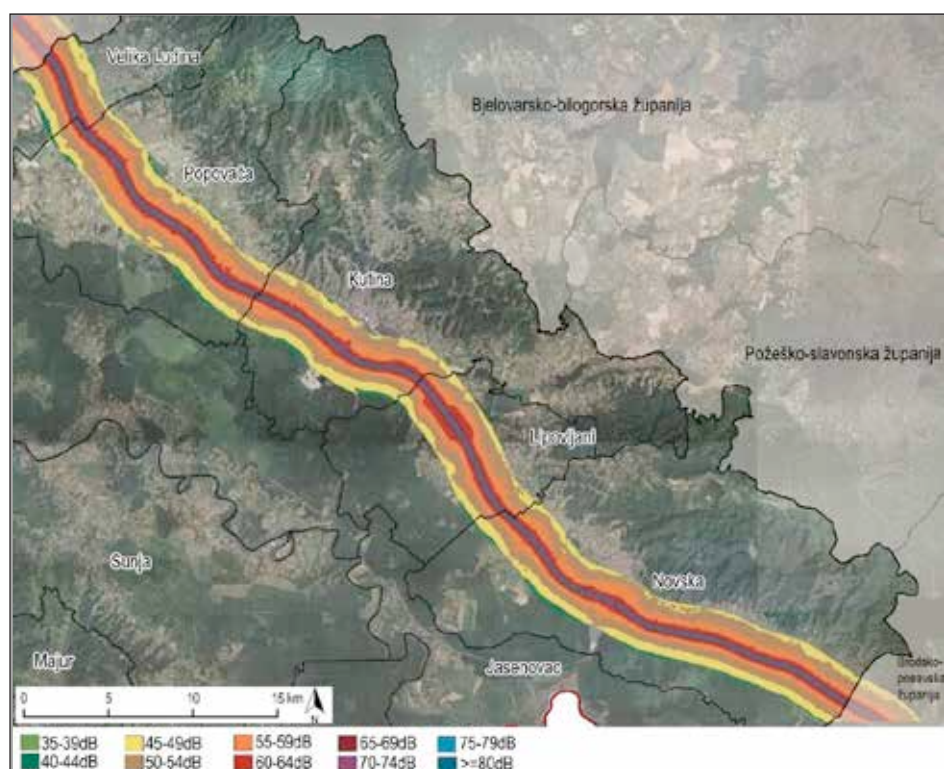 Velika Ludina
Bjelovarsko-bilogorska županija
Popovača
Kutina
Požeško-slavonska županija
Lipovljani
Sunja
Novska
Majur
Jasenovac
Brodsko-
posavska
županija
0 5 10 15 km
N
35-39dB 45-49dB 55-59dB 65-69dB 75-79dB
40-44dB 50-54dB 60-64dB 70-74dB >=80dB